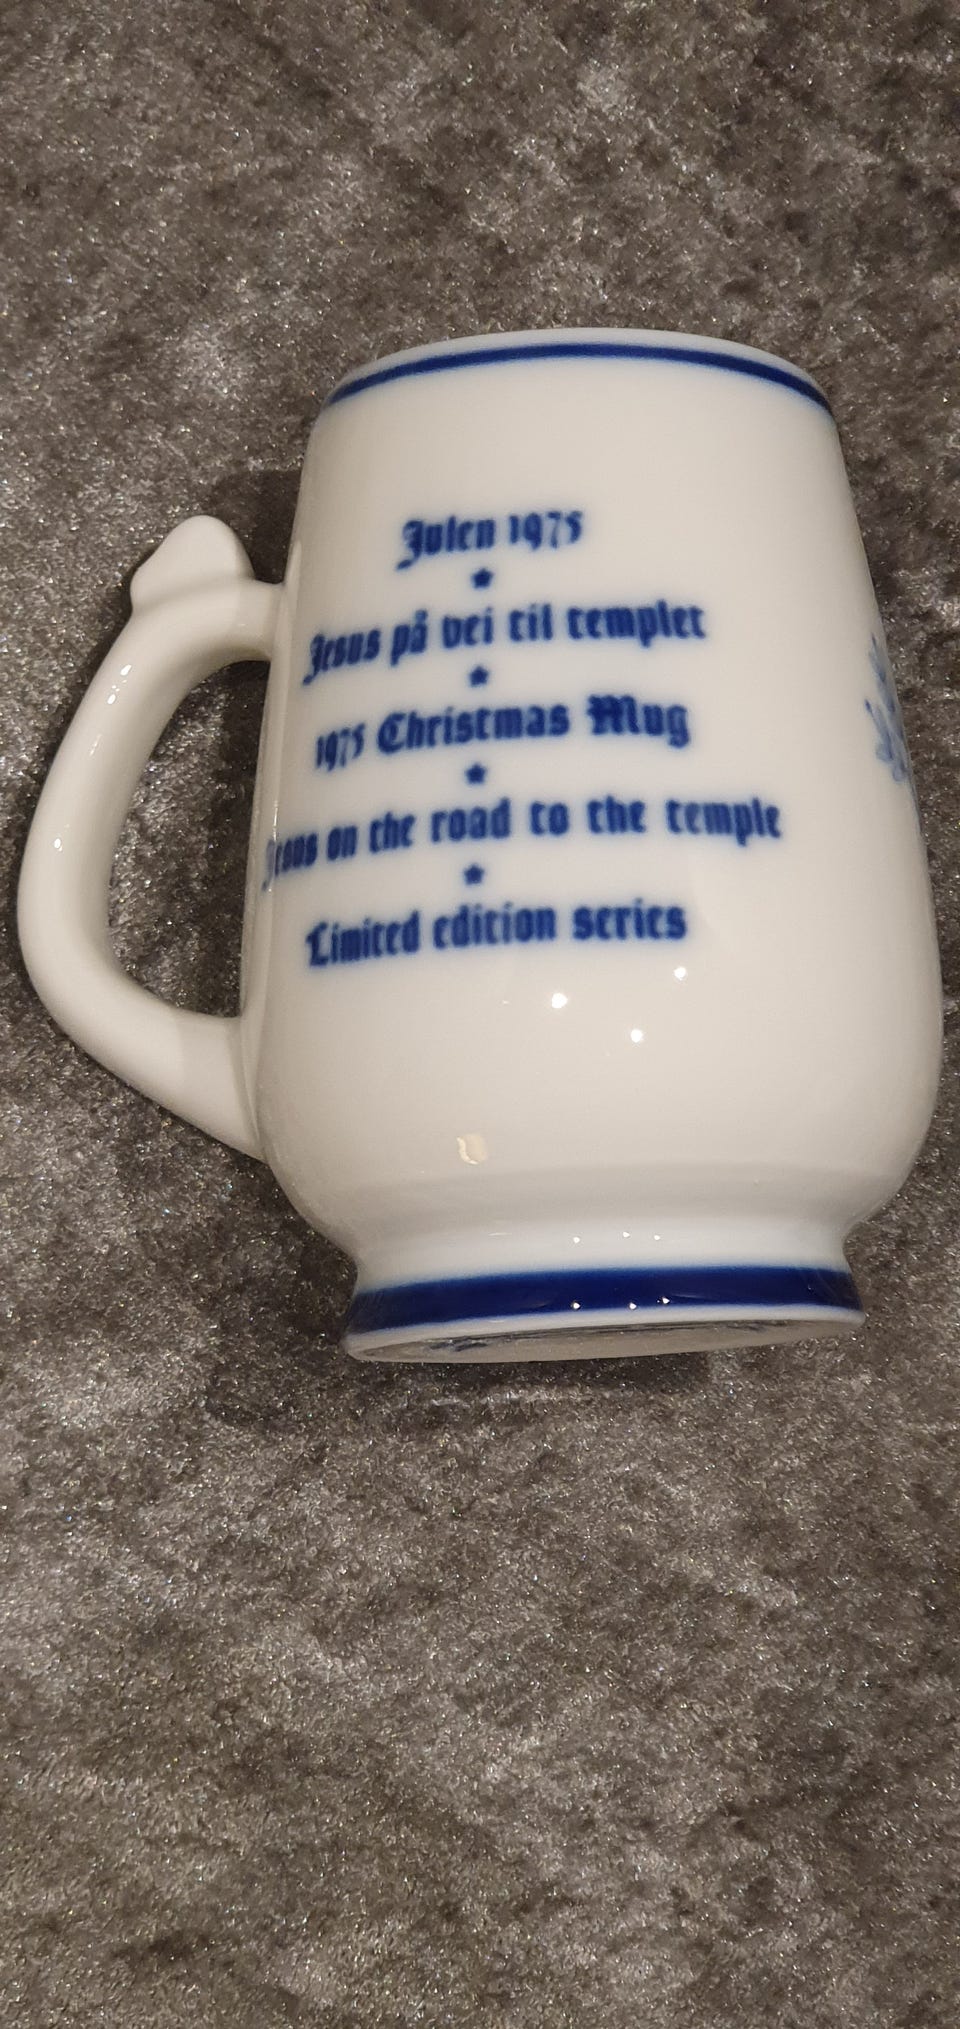 Julen 1975
Jesus på vei til templet
1975 Christmas Mug
Jesus on the road to the temple
Limited edition series